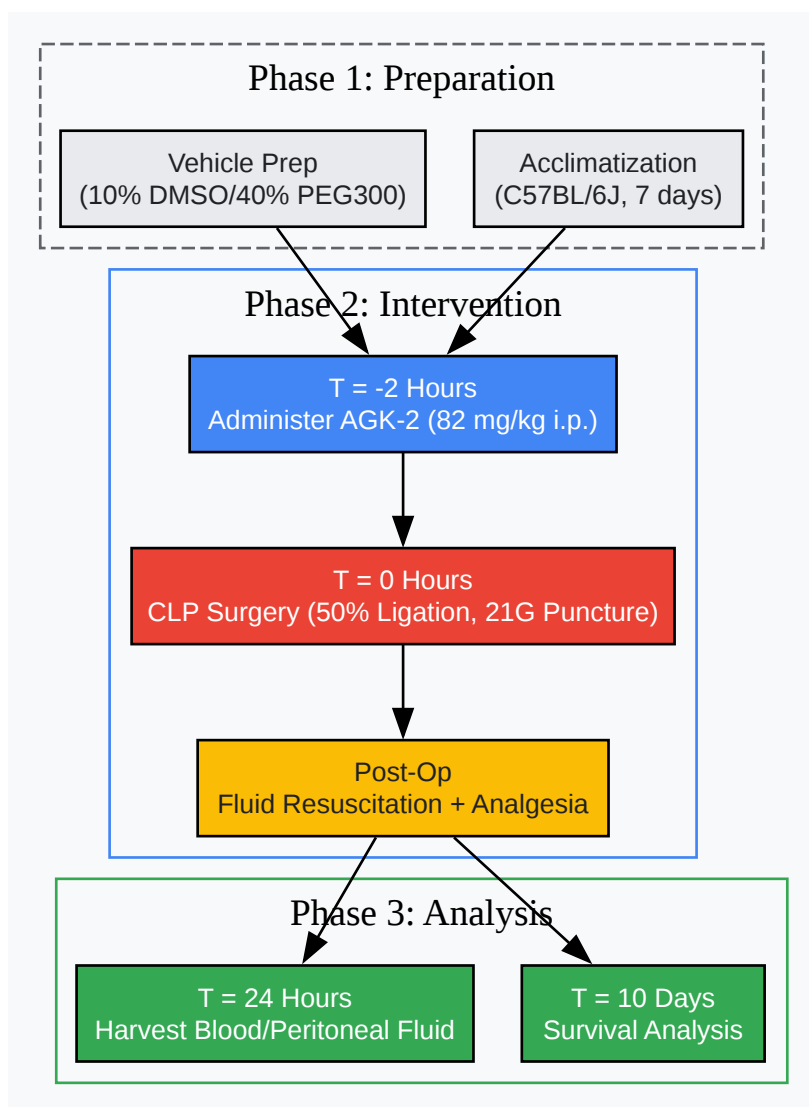 Phase 1: Preparation
Vehicle Prep
(10% DMSO/40% PEG300)
Acclimatization
(C57BL/6J, 7 days)
Phase 2: Intervention
T = -2 Hours
Administer AGK-2 (82 mg/kg i.p.)
T = 0 Hours
CLP Surgery (50% Ligation, 21G Puncture)
Post-Op
Fluid Resuscitation + Analgesia
Phase 3: Analysis
T = 24 Hours
Harvest Blood/Peritoneal Fluid
T = 10 Days
Survival Analysis